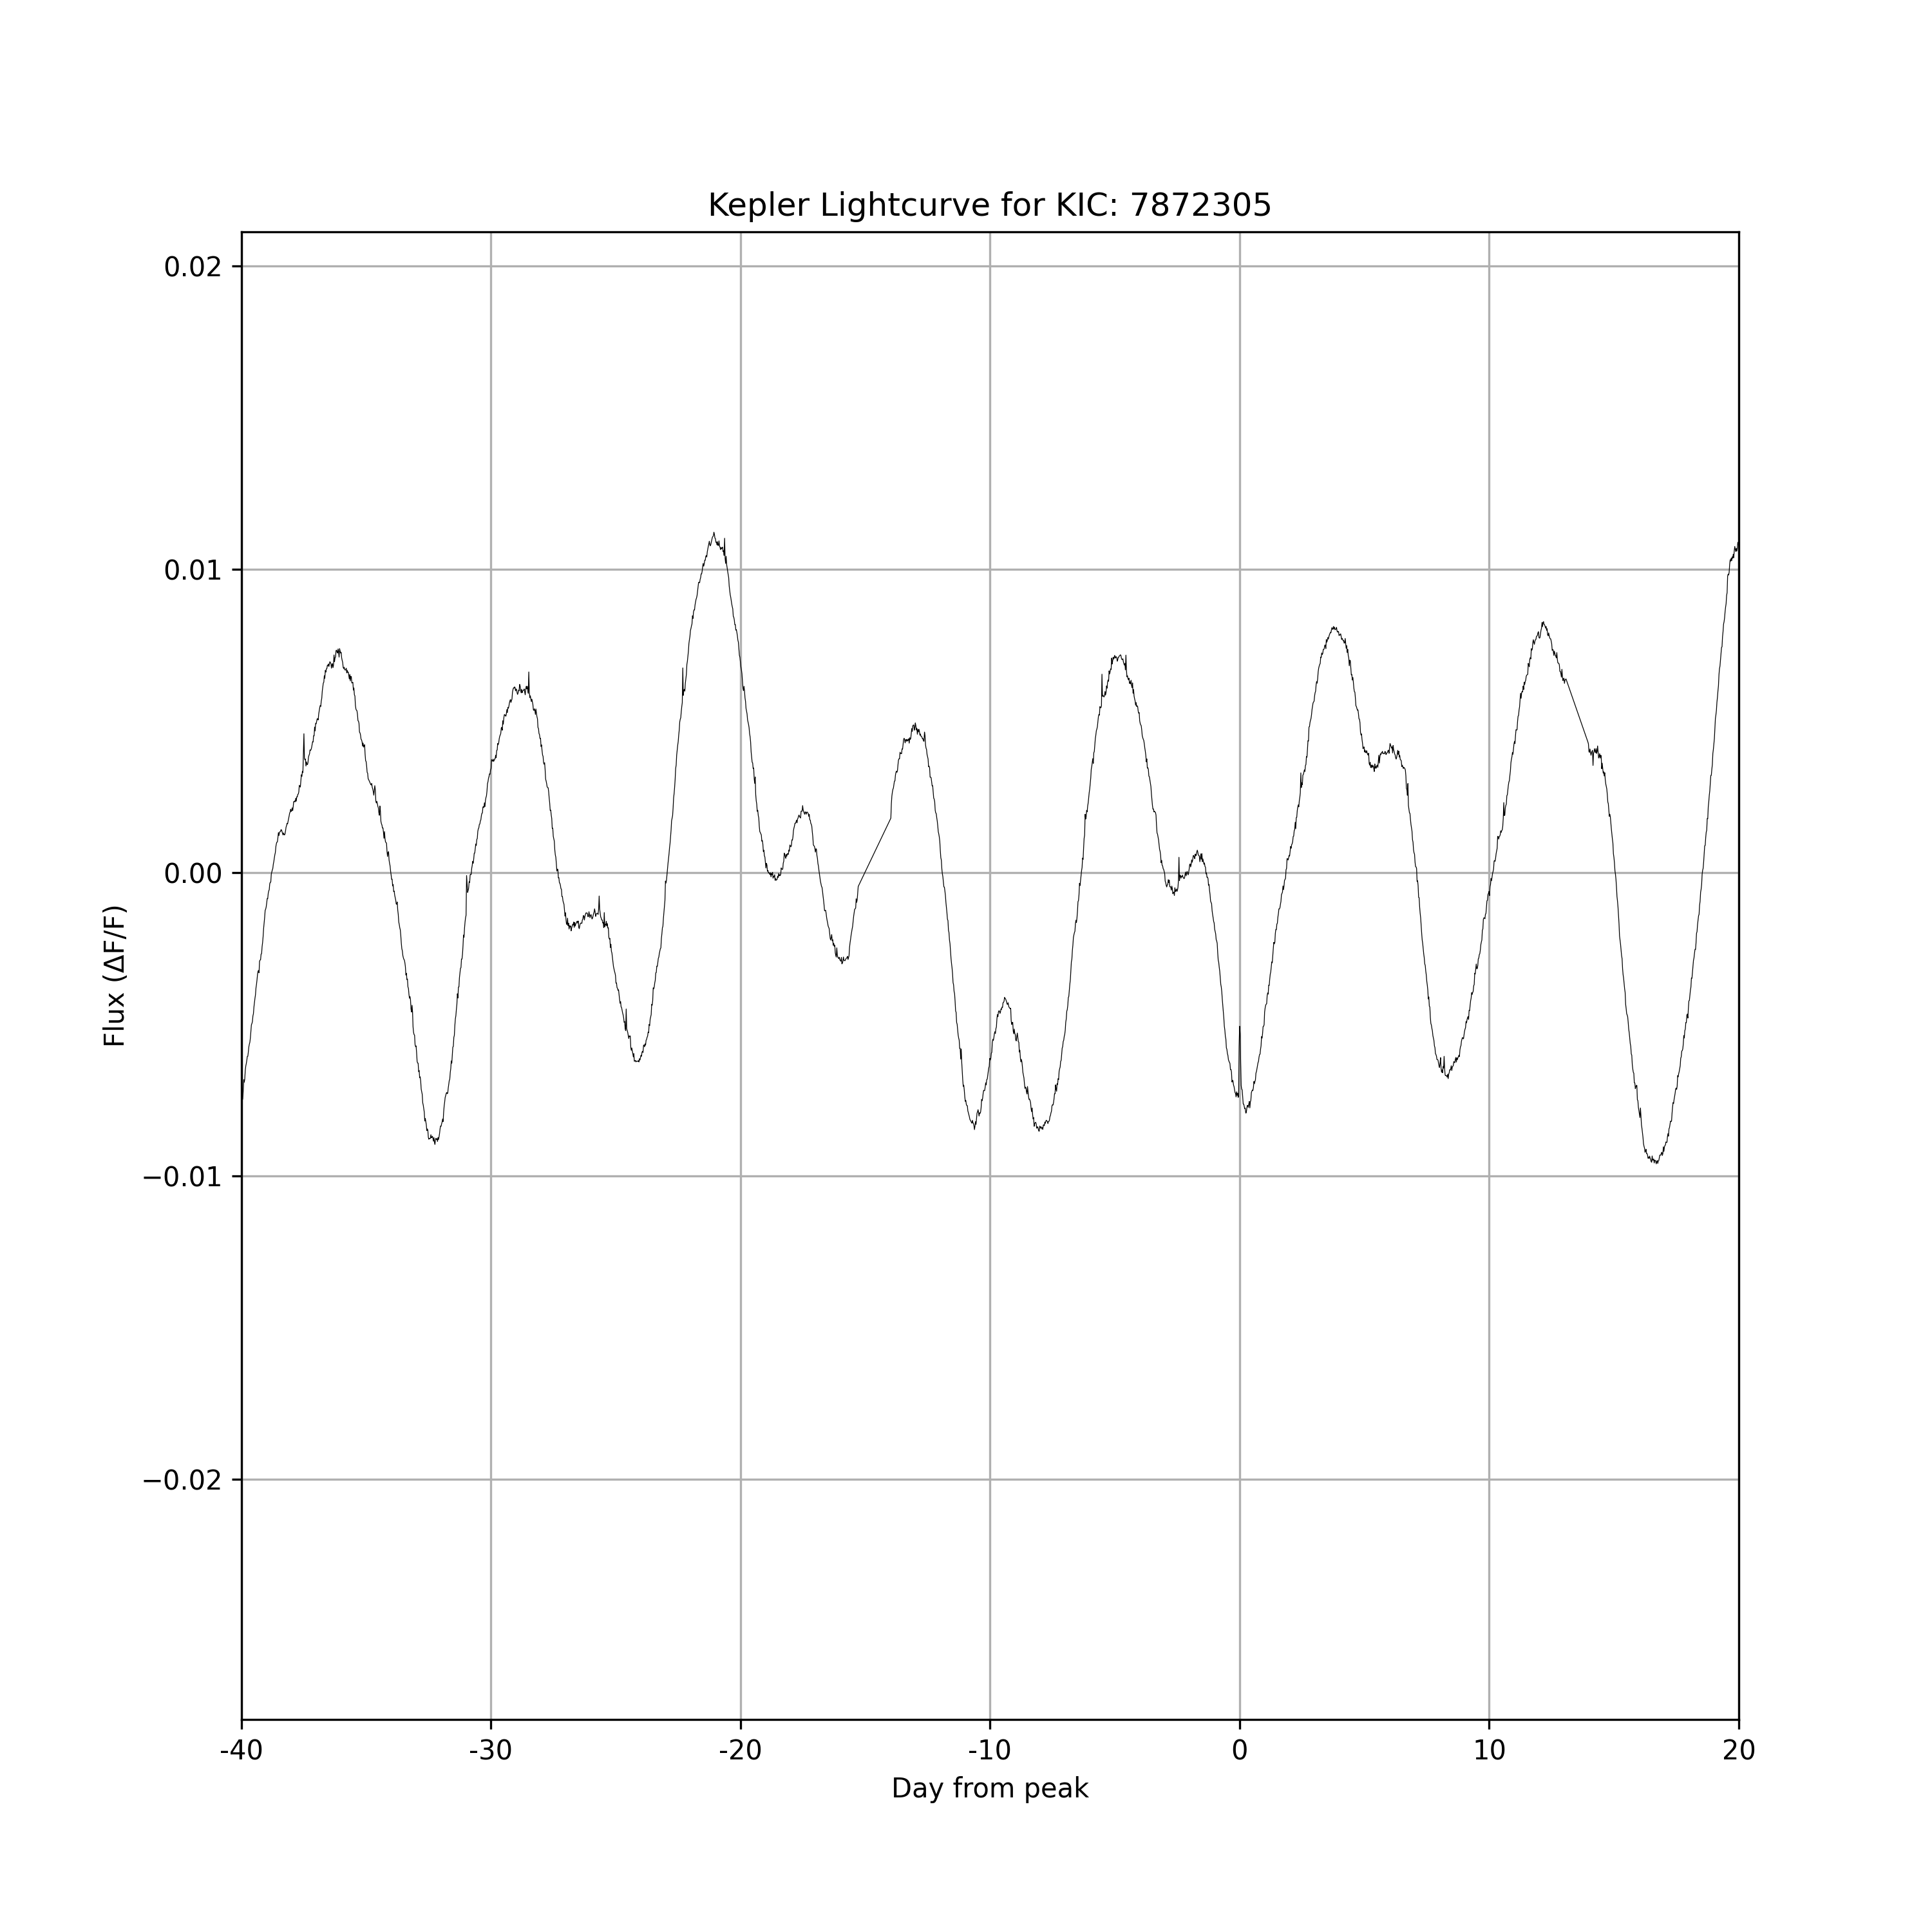 Kepler Lightcurve for KIC: 7872305
0.02
0.01
0.00
−0.01
−0.02
Flux (ΔF/F)
-40 -30 -20 -10 0 10 20
Day from peak